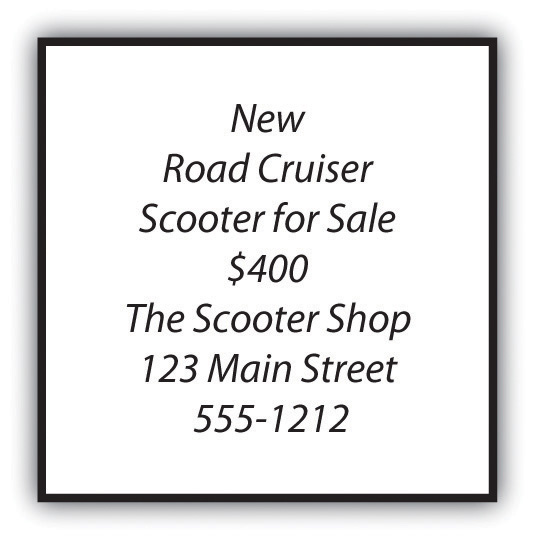 New
Road Cruiser
Scooter for Sale
$400
The Scooter Shop
123 Main Street
555-1212